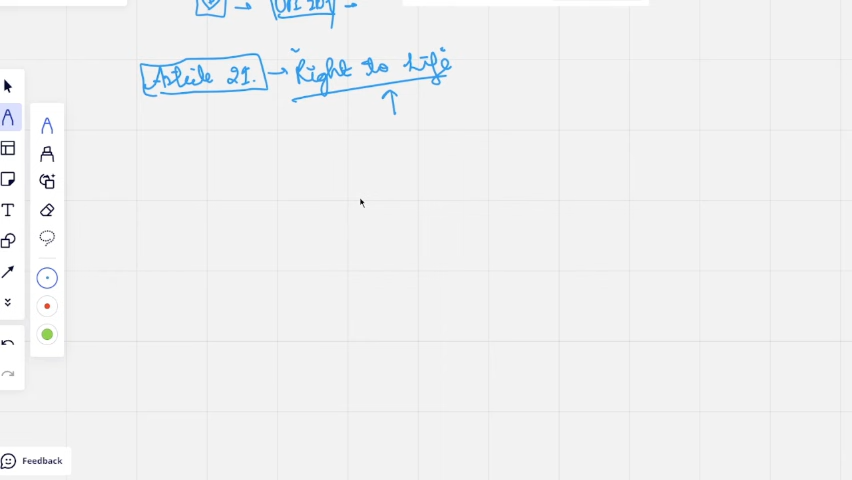 Article 21. → "Right to Life"
Feedback